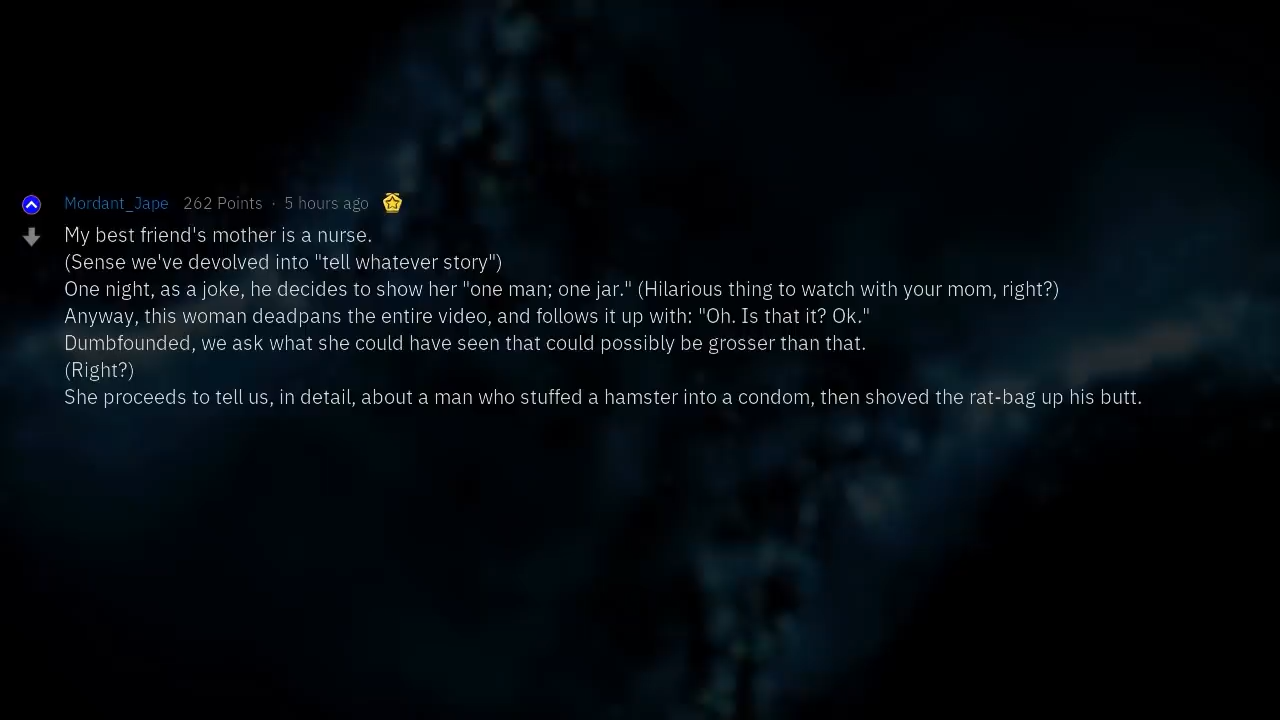 Mordant_Jape 262 Points · 5 hours ago
My best friend's mother is a nurse.
(Sense we've devolved into "tell whatever story")
One night, as a joke, he decides to show her "one man; one jar." (Hilarious thing to watch with your mom, right?)
Anyway, this woman deadpans the entire video, and follows it up with: "Oh. Is that it? Ok."
Dumbfounded, we ask what she could have seen that could possibly be grosser than that.
(Right?)
She proceeds to tell us, in detail, about a man who stuffed a hamster into a condom, then shoved the rat-bag up his butt.